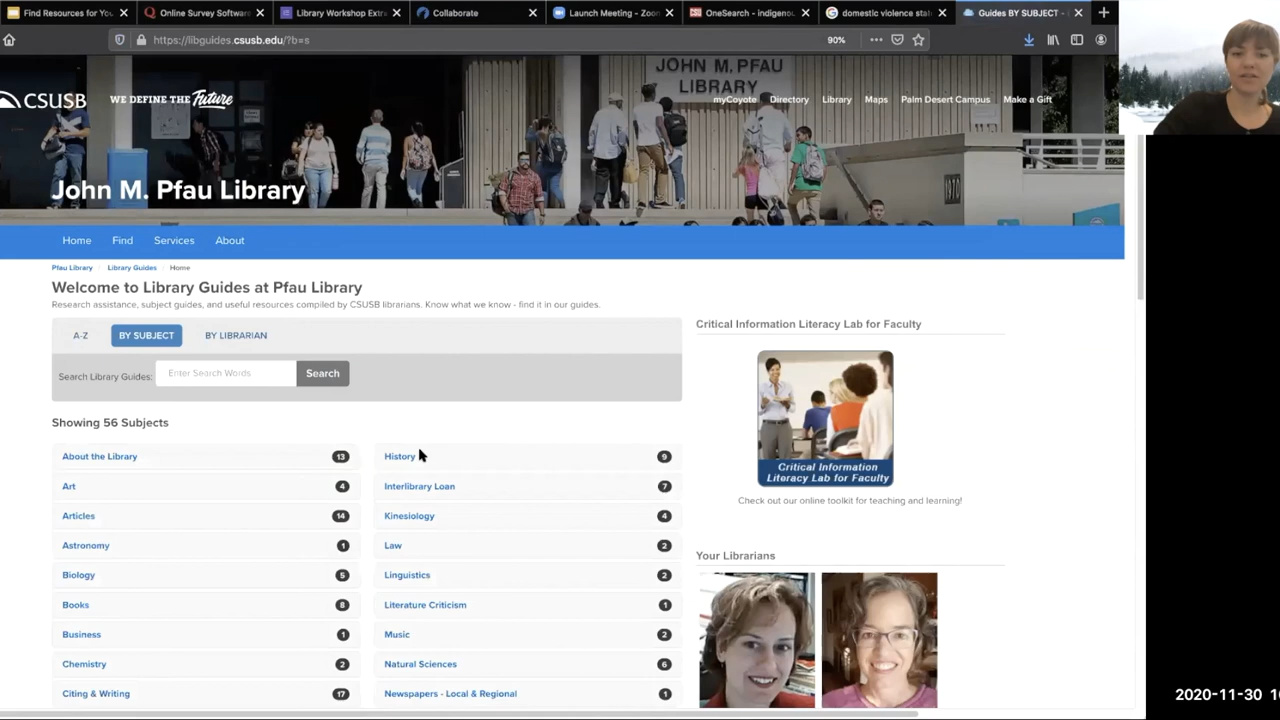 Find Resources for You
Online Survey Software
Library Workshop Extra
Collaborate
Launch Meeting - Zoom
OneSearch - indigenou
domestic violence stat
Guides BY SUBJECT -
https://libguides.csusb.edu/?b=s
90%
JOHN M. PFAU
LIBRARY
CSUSB
WE DEFINE THE Future
myCoyote
Directory
Library
Maps
Palm Desert Campus
Make a Gift
1970
John M. Pfau Library
Home
Find
Services
About
Pfau Library
Library Guides
Home
Welcome to Library Guides at Pfau Library
Research assistance, subject guides, and useful resources compiled by CSUSB librarians. Know what we know - find it in our guides.
A-Z
BY SUBJECT
BY LIBRARIAN
Search Library Guides:
Enter Search Words
Search
Showing 56 Subjects
About the Library 13
Art 4
Articles 14
Astronomy 1
Biology 5
Books 8
Business 1
Chemistry 2
Citing & Writing 17
History 9
Interlibrary Loan 7
Kinesiology 4
Law 2
Linguistics 2
Literature Criticism 1
Music 2
Natural Sciences 6
Newspapers - Local & Regional 1
Critical Information Literacy Lab for Faculty
Critical Information
Literacy Lab for Faculty
Check out our online toolkit for teaching and learning!
Your Librarians
2020-11-30